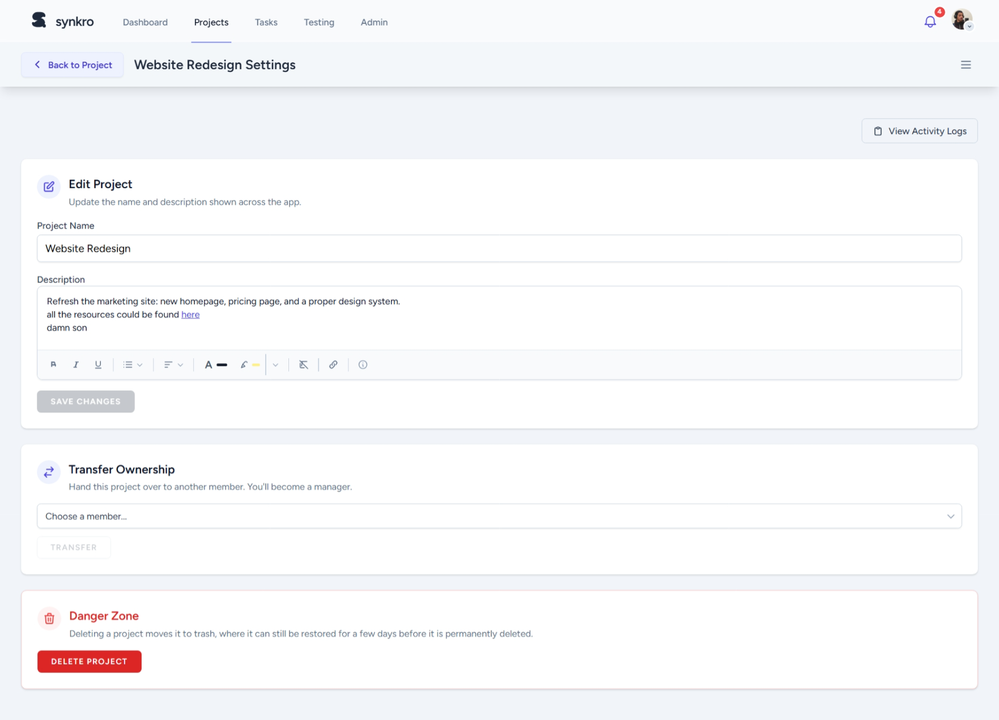 synkro
Dashboard
Projects
Tasks
Testing
Admin
4
Back to Project
Website Redesign Settings
View Activity Logs
Edit Project
Update the name and description shown across the app.
Project Name
Website Redesign
Description
Refresh the marketing site: new homepage, pricing page, and a proper design system.
all the resources could be found here
damn son
SAVE CHANGES
Transfer Ownership
Hand this project over to another member. You'll become a manager.
Choose a member...
TRANSFER
Danger Zone
Deleting a project moves it to trash, where it can still be restored for a few days before it is permanently deleted.
DELETE PROJECT